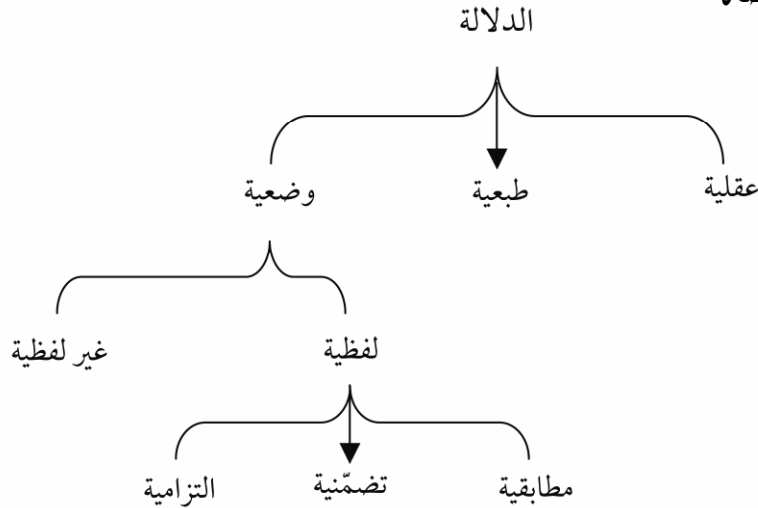 الدلالة
عقلية طبعية وضعية
لفظية غير لفظية
مطابقية تضمّنية التزامية